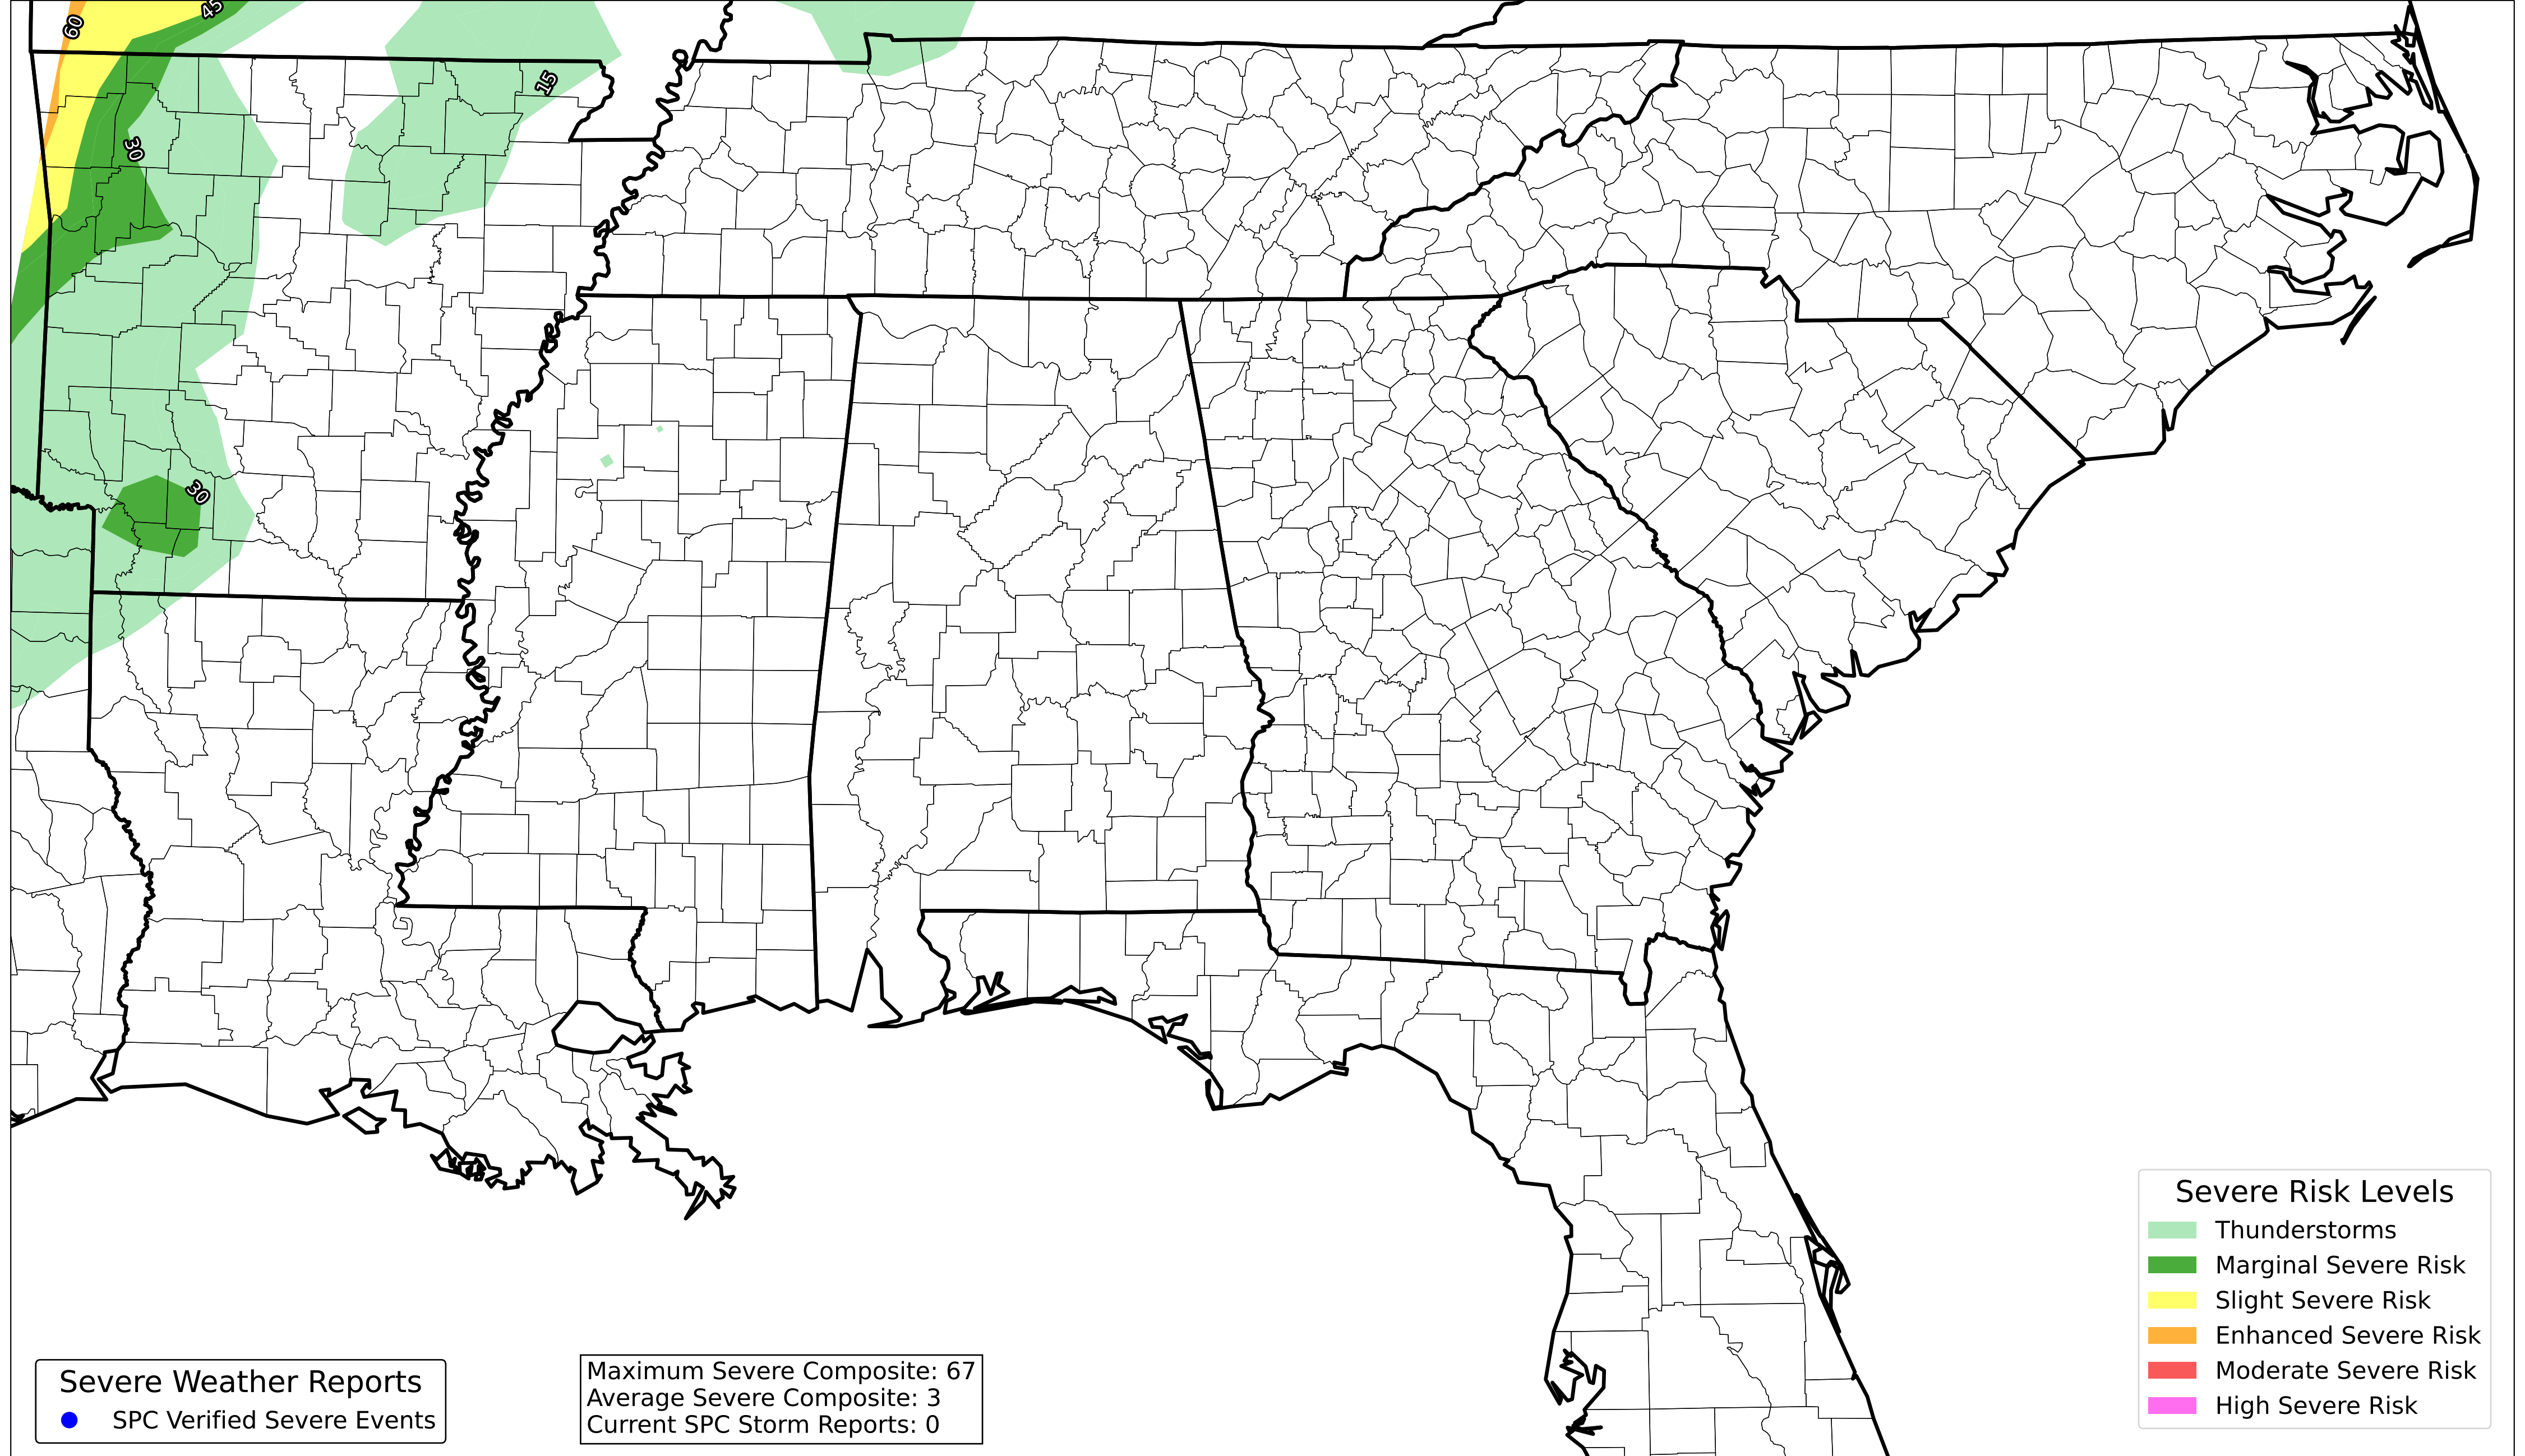 60
45
15
30
30
Severe Risk Levels
Thunderstorms
Marginal Severe Risk
Slight Severe Risk
Enhanced Severe Risk
Moderate Severe Risk
High Severe Risk
Severe Weather Reports
SPC Verified Severe Events
Maximum Severe Composite: 67
Average Severe Composite: 3
Current SPC Storm Reports: 0